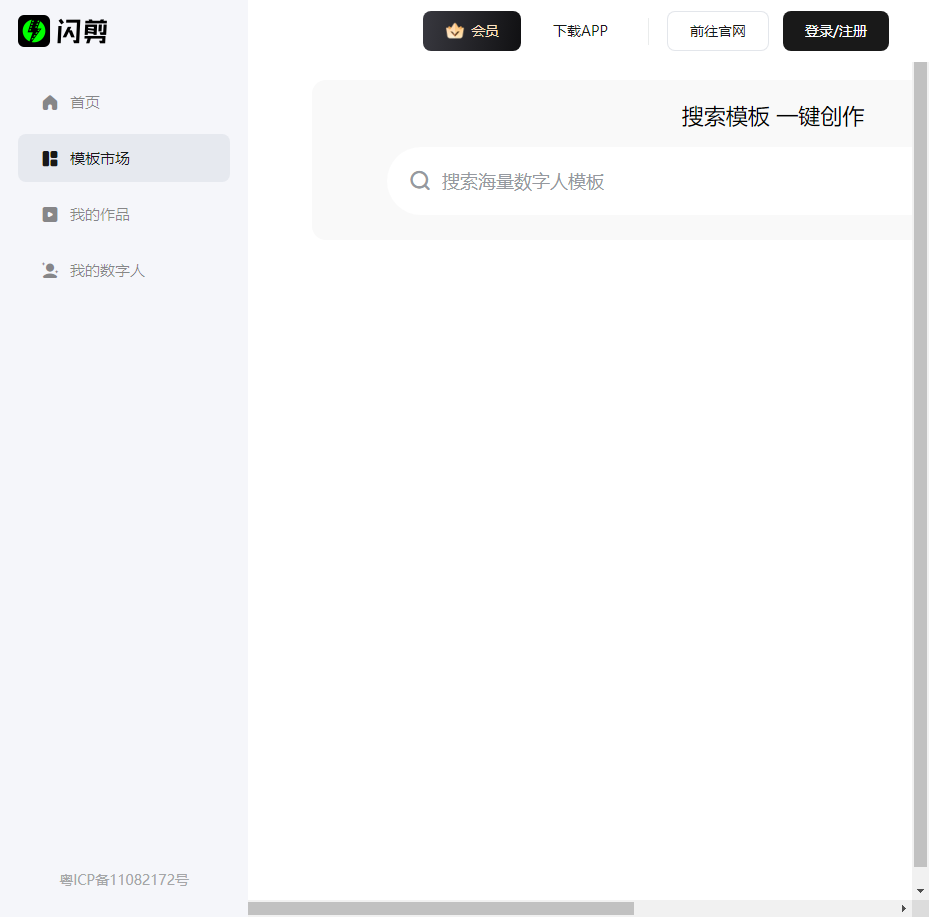 闪剪
会员
下载APP
前往官网
登录/注册
首页
模板市场
我的作品
我的数字人
搜索模板 一键创作
搜索海量数字人模板
粤ICP备11082172号